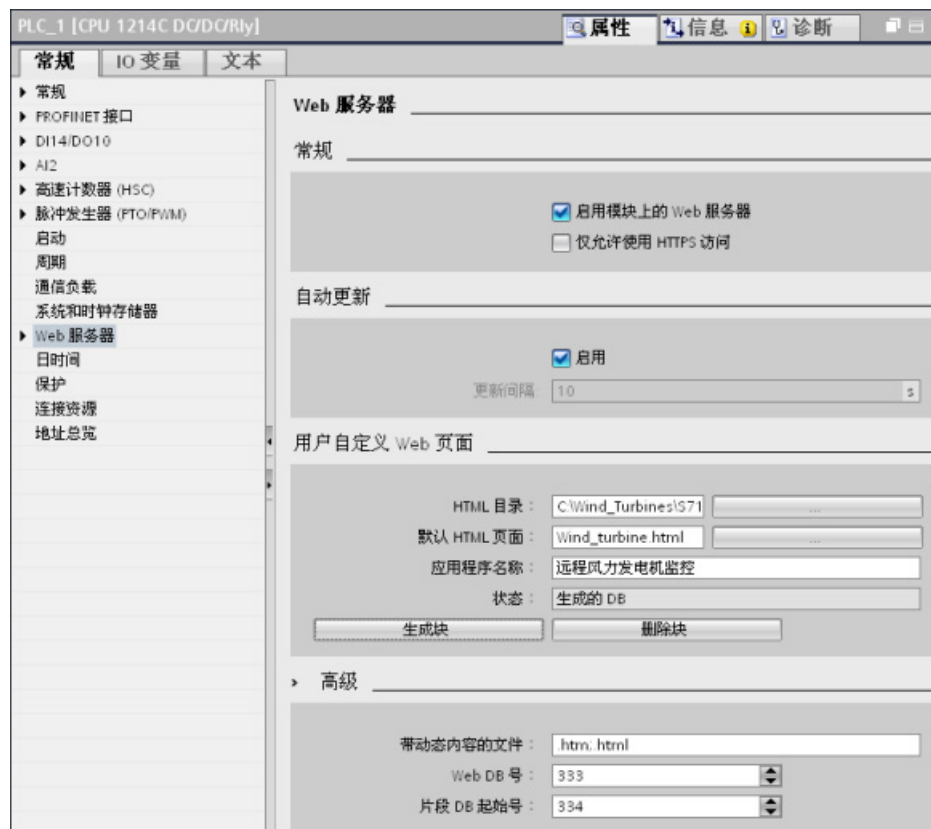 PLC_1 [CPU 1214C DC/DC/Rly]
属性
信息
诊断
常规
IO 变量
文本
常规
PROFINET 接口
DI14/DO10
AI2
高速计数器 (HSC)
脉冲发生器 (PTO/PWM)
启动
周期
通信负载
系统和时钟存储器
Web 服务器
日时间
保护
连接资源
地址总览
Web 服务器
常规
启用模块上的 Web 服务器
仅允许使用 HTTPS 访问
自动更新
启用
更新间隔: 10 s
用户自定义 Web 页面
HTML 目录: C:\Wind_Turbines\S71 ...
默认 HTML 页面: Wind_turbine.html ...
应用程序名称: 远程风力发电机监控
状态: 生成的 DB
生成块
删除块
高级
带动态内容的文件: .htm;.html
Web DB 号: 333
片段 DB 起始号: 334